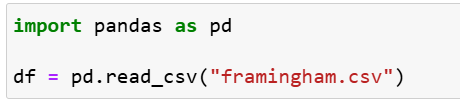 import pandas as pd
df = pd.read_csv("framingham.csv")